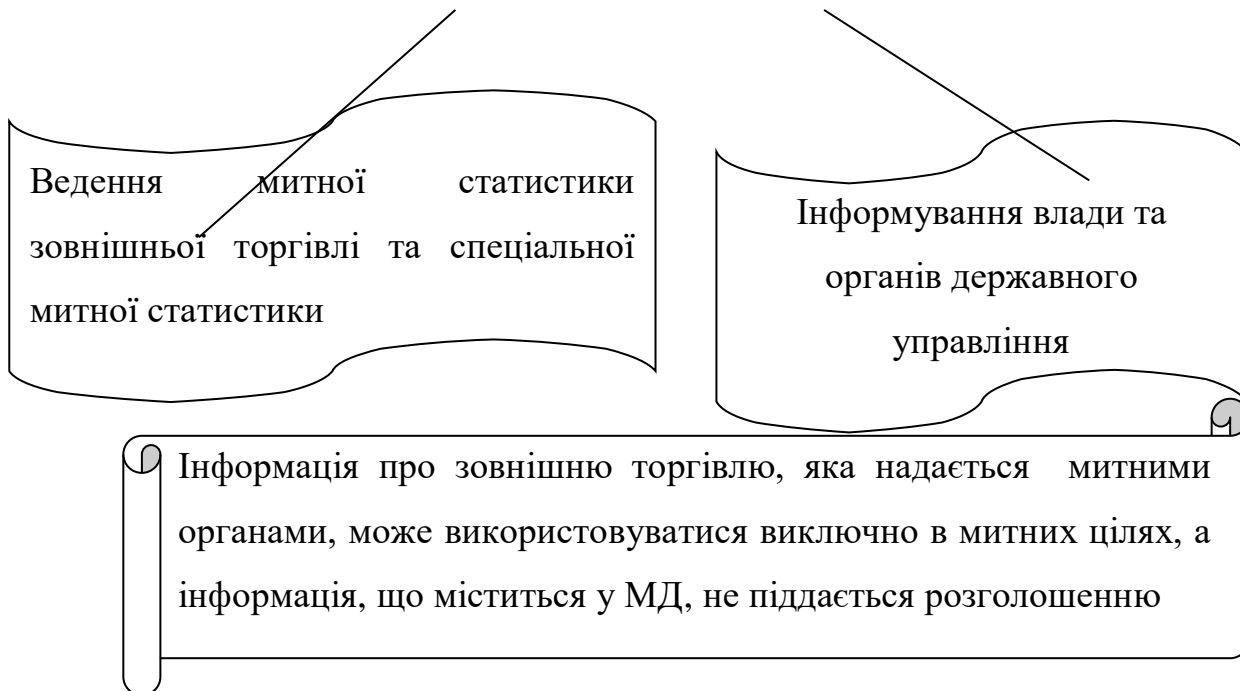 Ведення митної статистики
зовнішньої торгівлі та спеціальної
митної статистики
Інформування влади та
органів державного
управління
Інформація про зовнішню торгівлю, яка надається митними
органами, може використовуватися виключно в митних цілях, а
інформація, що міститься у МД, не піддається розголошенню